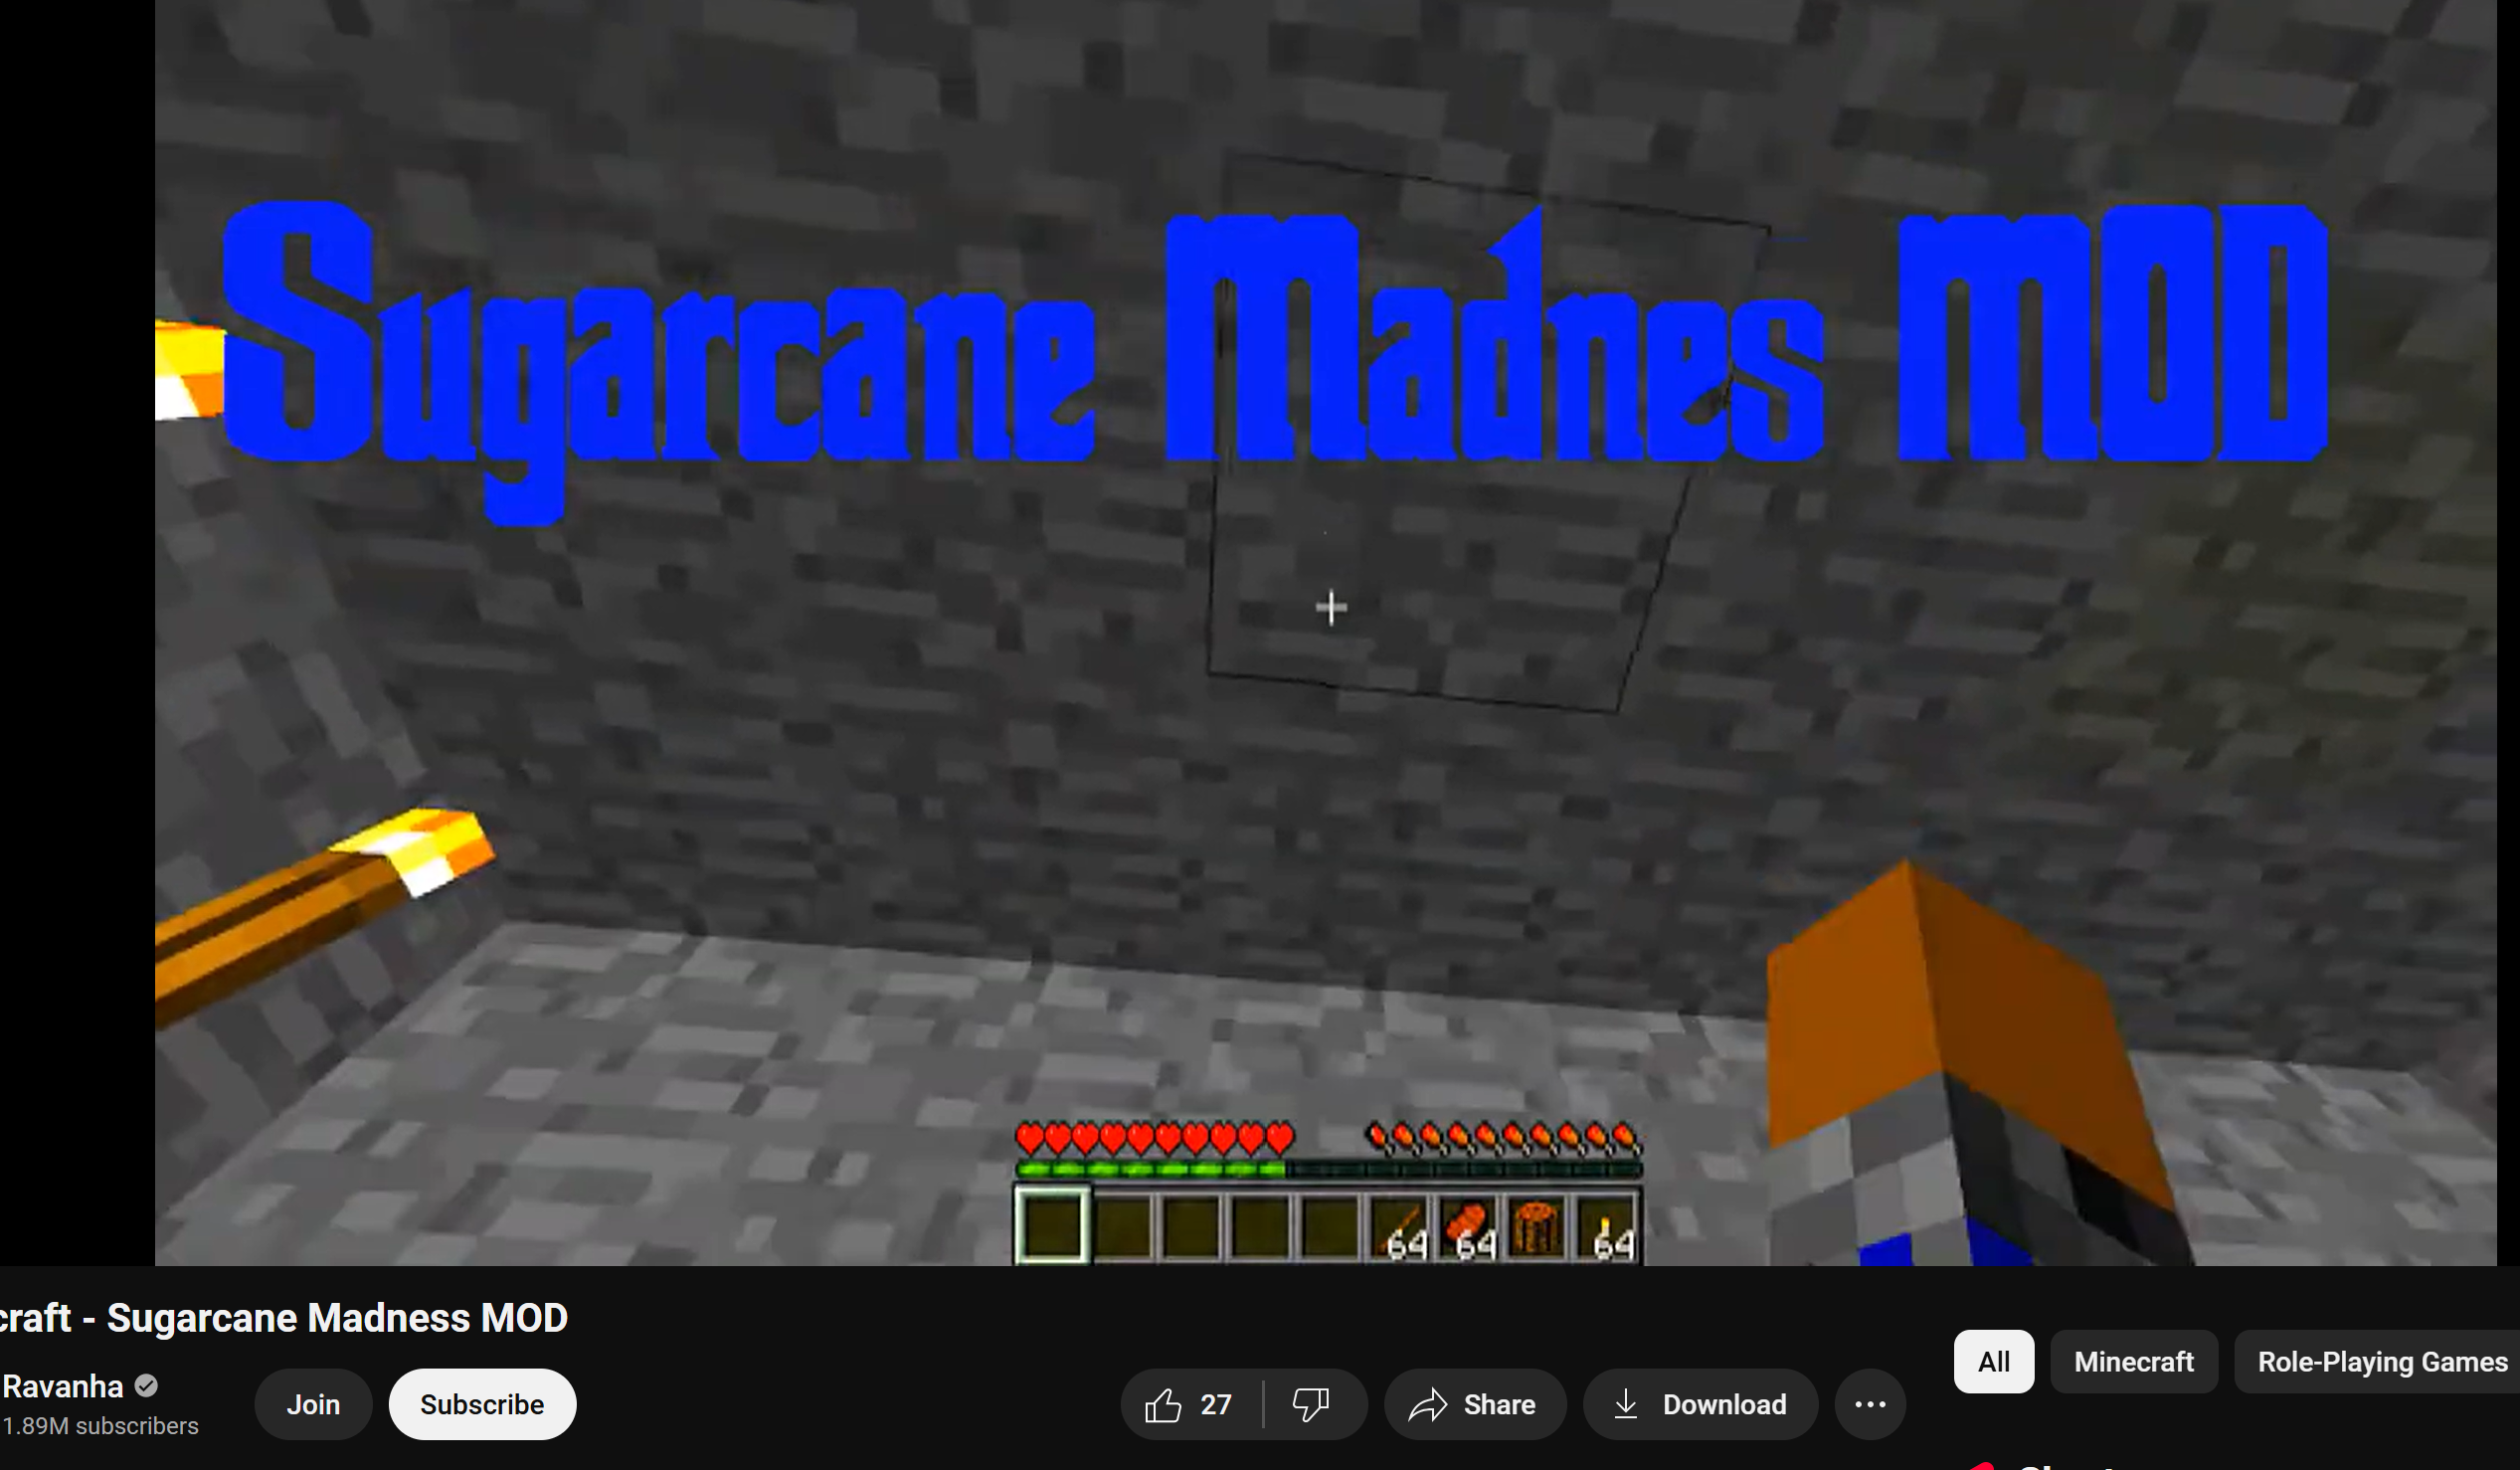 Sugarcane Madnes MOD
64 64 64
craft - Sugarcane Madness MOD
Ravanha
1.89M subscribers
Join
Subscribe
27
Share
Download
All
Minecraft
Role-Playing Games